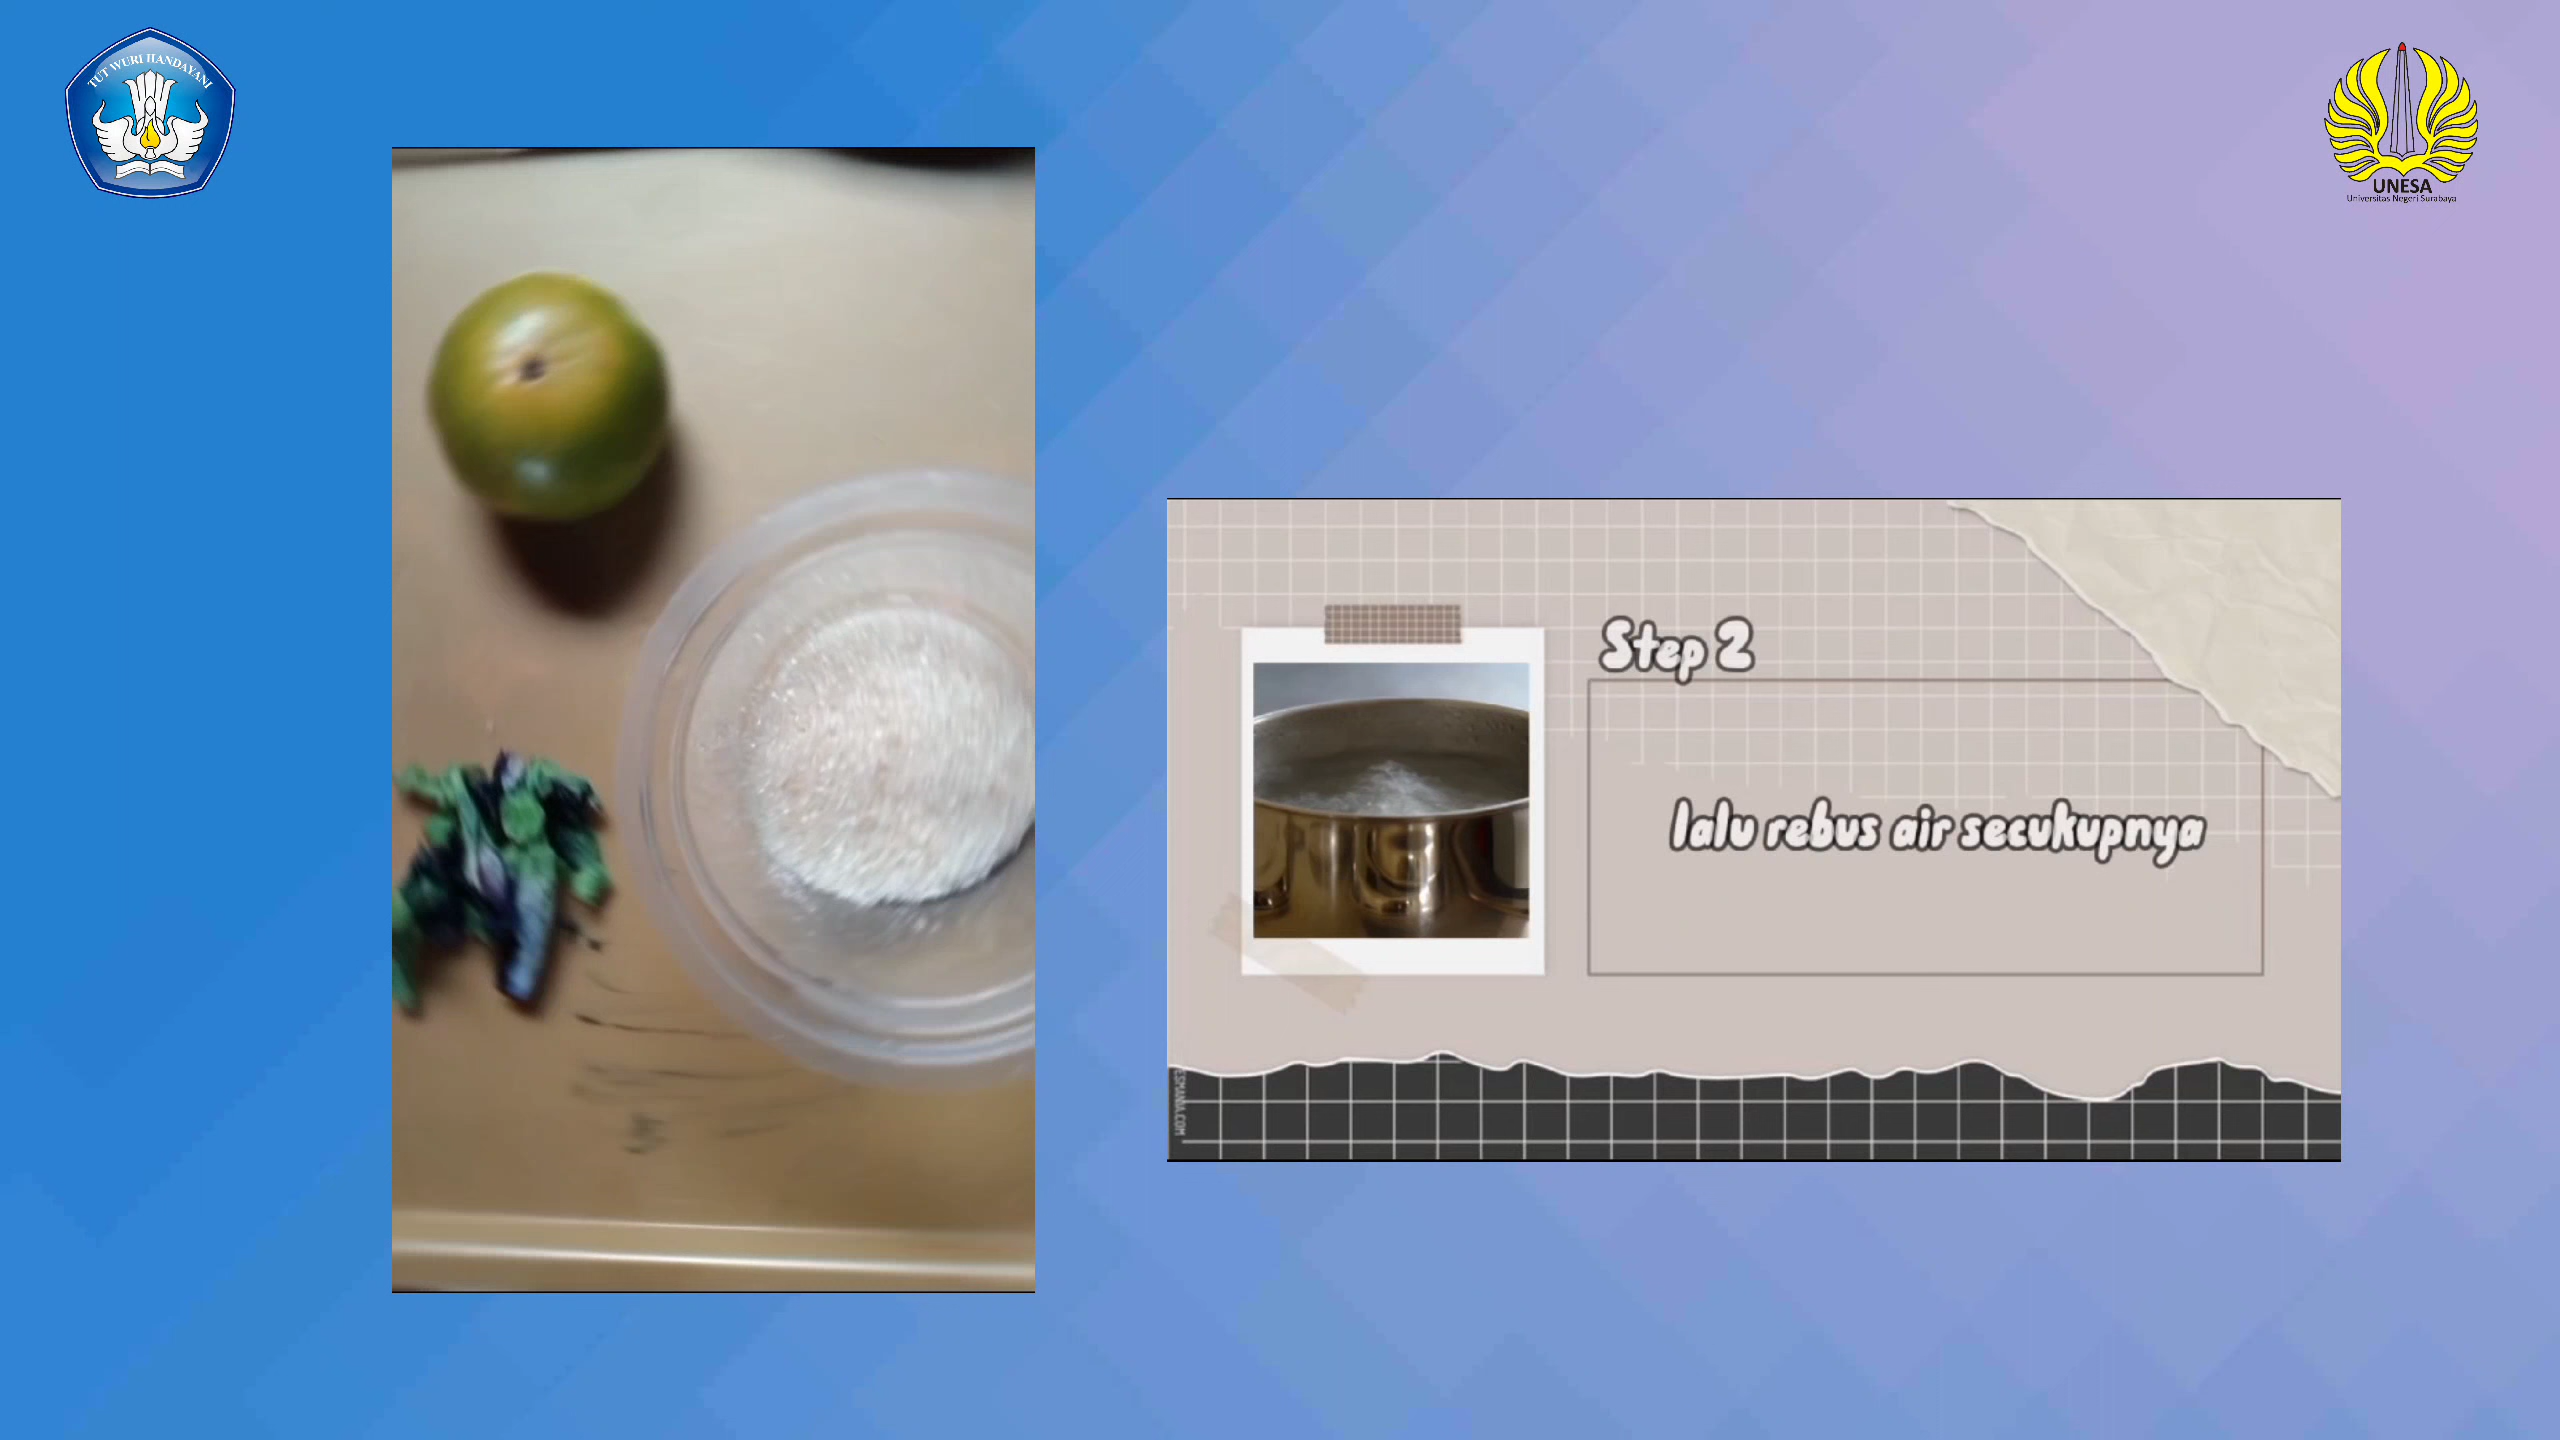 TUT WURI HANDAYANI
UNESA
Universitas Negeri Surabaya
Step 2
lalu rebus air secukupnya